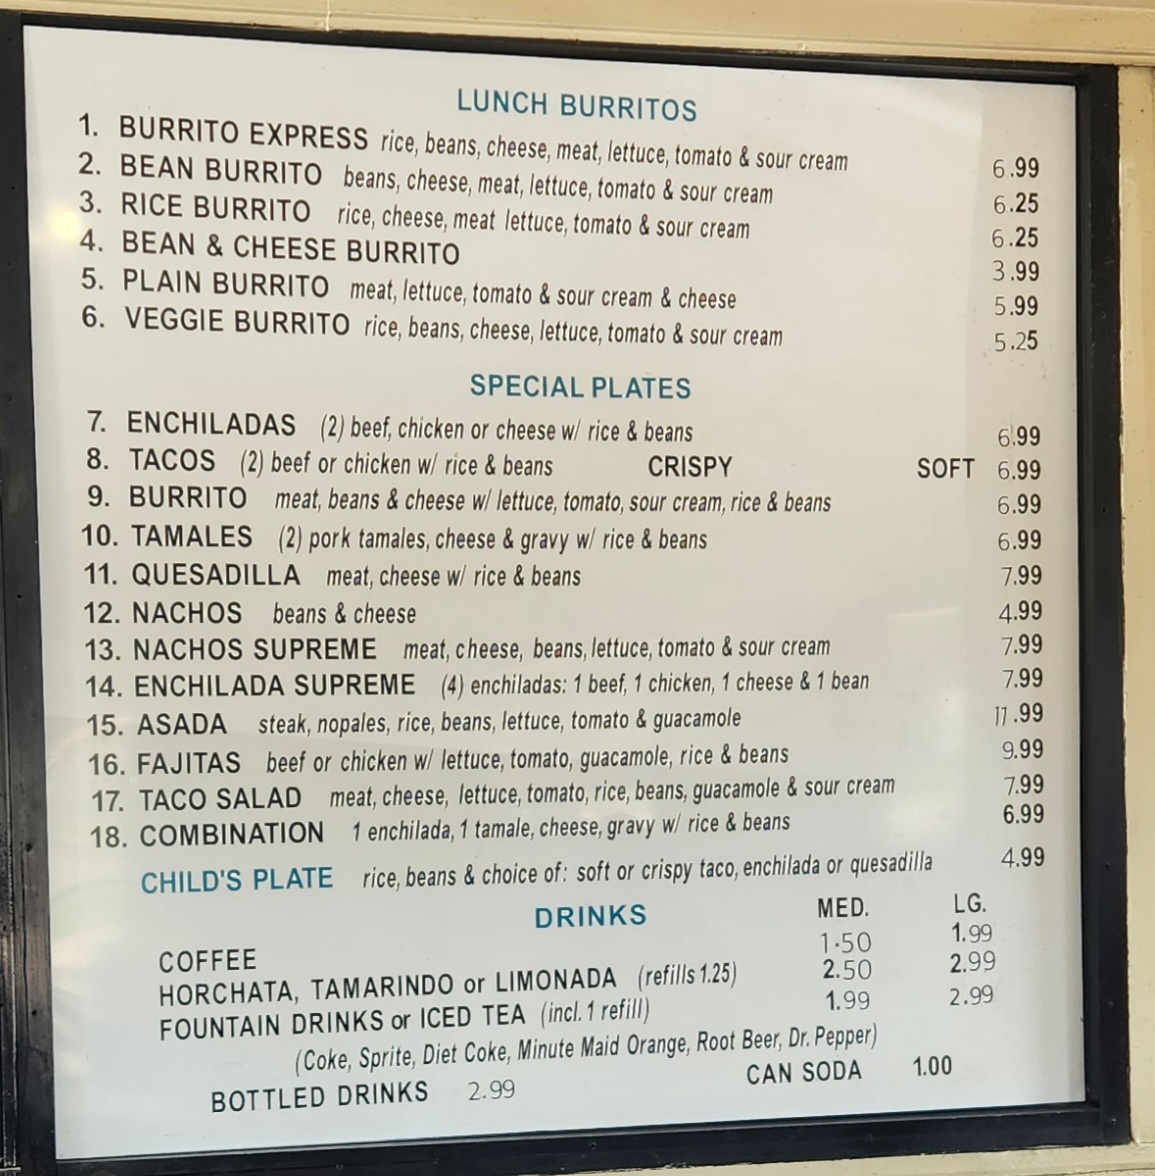 LUNCH BURRITOS
1. BURRITO EXPRESS rice, beans, cheese, meat, lettuce, tomato & sour cream 6.99
2. BEAN BURRITO beans, cheese, meat, lettuce, tomato & sour cream 6.25
3. RICE BURRITO rice, cheese, meat lettuce, tomato & sour cream 6.25
4. BEAN & CHEESE BURRITO 3.99
5. PLAIN BURRITO meat, lettuce, tomato & sour cream & cheese 5.99
6. VEGGIE BURRITO rice, beans, cheese, lettuce, tomato & sour cream 5.25
SPECIAL PLATES
7. ENCHILADAS (2) beef, chicken or cheese w/ rice & beans 6.99
8. TACOS (2) beef or chicken w/ rice & beans CRISPY SOFT 6.99
9. BURRITO meat, beans & cheese w/ lettuce, tomato, sour cream, rice & beans 6.99
10. TAMALES (2) pork tamales, cheese & gravy w/ rice & beans 6.99
11. QUESADILLA meat, cheese w/ rice & beans 7.99
12. NACHOS beans & cheese 4.99
13. NACHOS SUPREME meat, cheese, beans, lettuce, tomato & sour cream 7.99
14. ENCHILADA SUPREME (4) enchiladas: 1 beef, 1 chicken, 1 cheese & 1 bean 7.99
15. ASADA steak, nopales, rice, beans, lettuce, tomato & guacamole 11.99
16. FAJITAS beef or chicken w/ lettuce, tomato, guacamole, rice & beans 9.99
17. TACO SALAD meat, cheese, lettuce, tomato, rice, beans, guacamole & sour cream 7.99
18. COMBINATION 1 enchilada, 1 tamale, cheese, gravy w/ rice & beans 6.99
CHILD'S PLATE rice, beans & choice of: soft or crispy taco, enchilada or quesadilla 4.99
DRINKS MED. LG.
COFFEE 1.50 1.99
HORCHATA, TAMARINDO or LIMONADA (refills 1.25) 2.50 2.99
FOUNTAIN DRINKS or ICED TEA (incl. 1 refill) 1.99 2.99
(Coke, Sprite, Diet Coke, Minute Maid Orange, Root Beer, Dr. Pepper)
BOTTLED DRINKS 2.99 CAN SODA 1.00